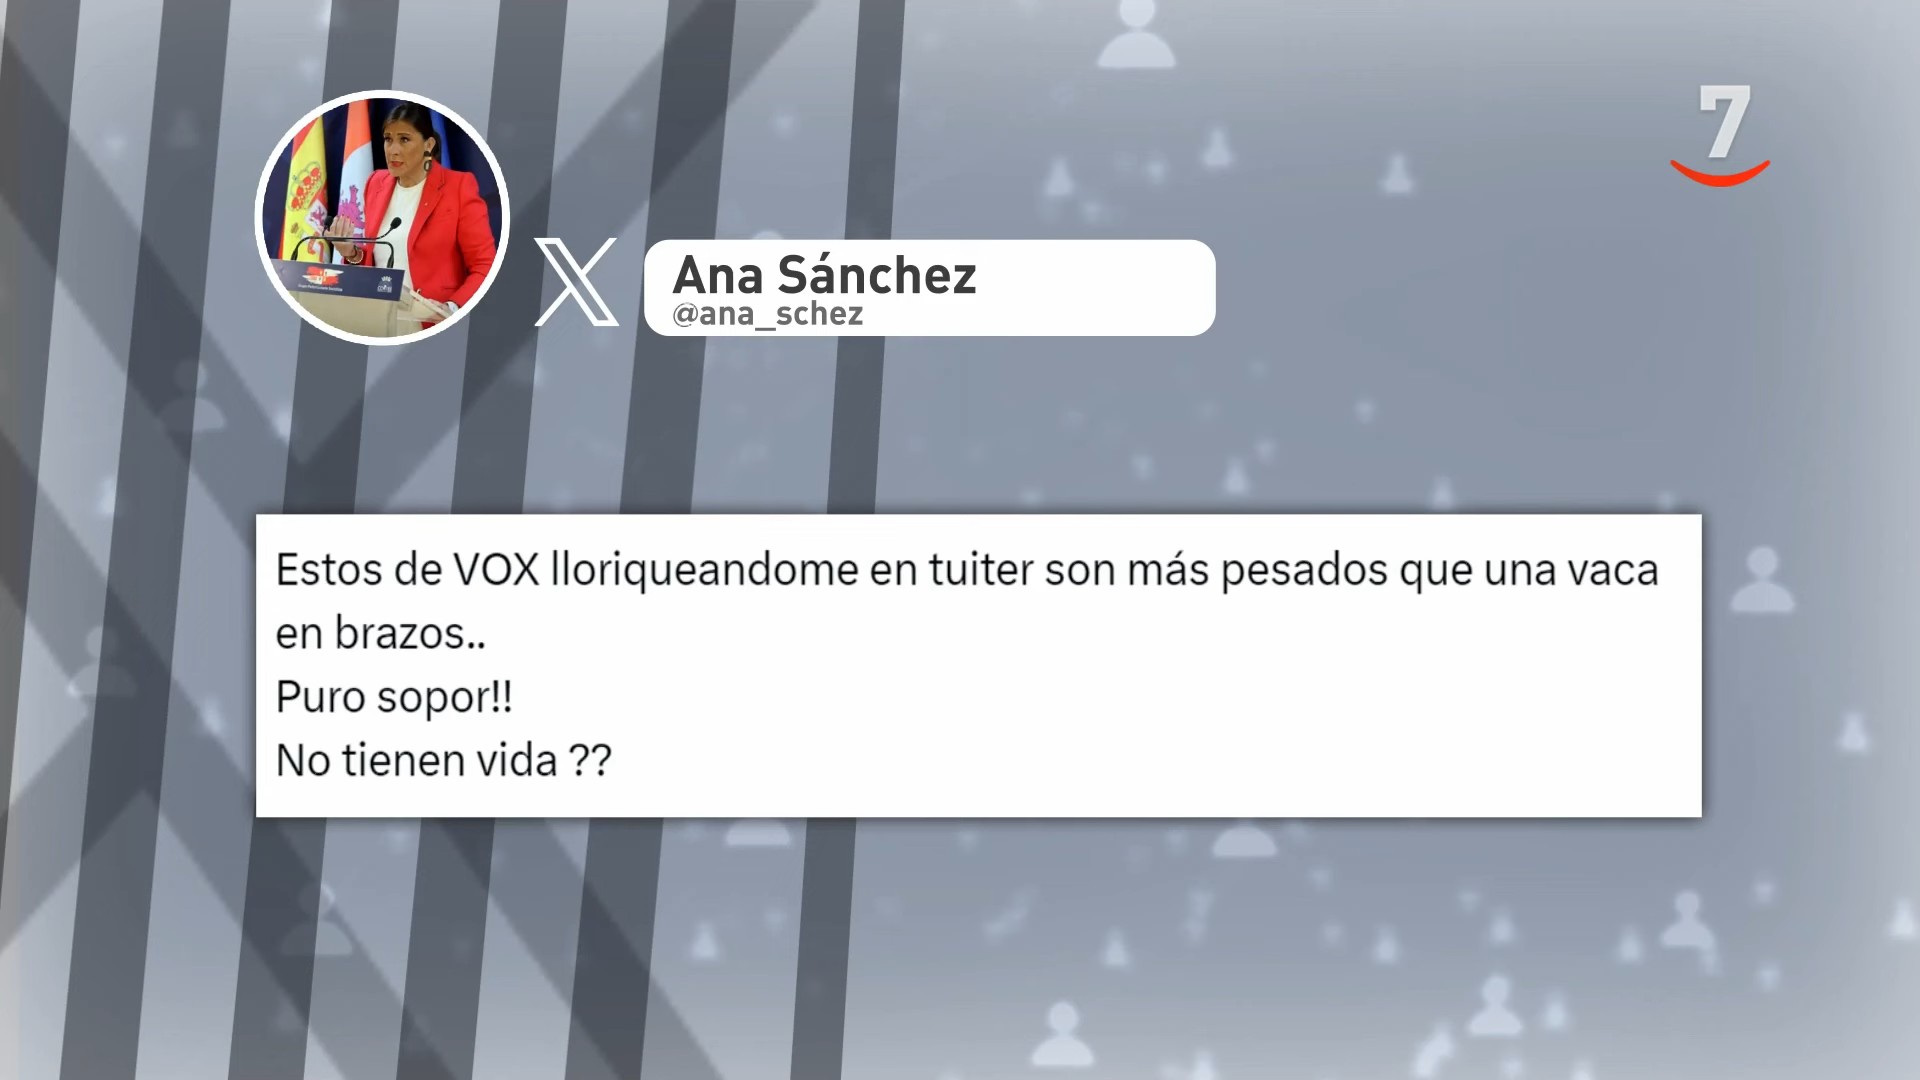 7
Ana Sánchez
@ana_schez
Estos de VOX lloriqueandome en tuiter son más pesados que una vaca
en brazos..
Puro sopor!!
No tienen vida ??